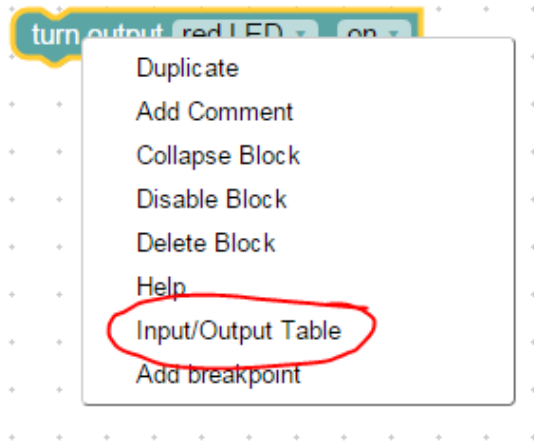 turn output red LED on
Duplicate
Add Comment
Collapse Block
Disable Block
Delete Block
Help
Input/Output Table
Add breakpoint